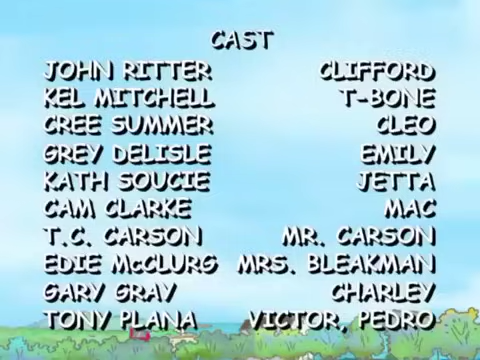 CAST
JOHN RITTER CLIFFORD
KEL MITCHELL T-BONE
CREE SUMMER CLEO
GREY DELISLE EMILY
KATH SOUCIE JETTA
CAM CLARKE MAC
T.C. CARSON MR. CARSON
EDIE McCLURG MRS. BLEAKMAN
GARY GRAY CHARLEY
TONY PLANA VICTOR, PEDRO